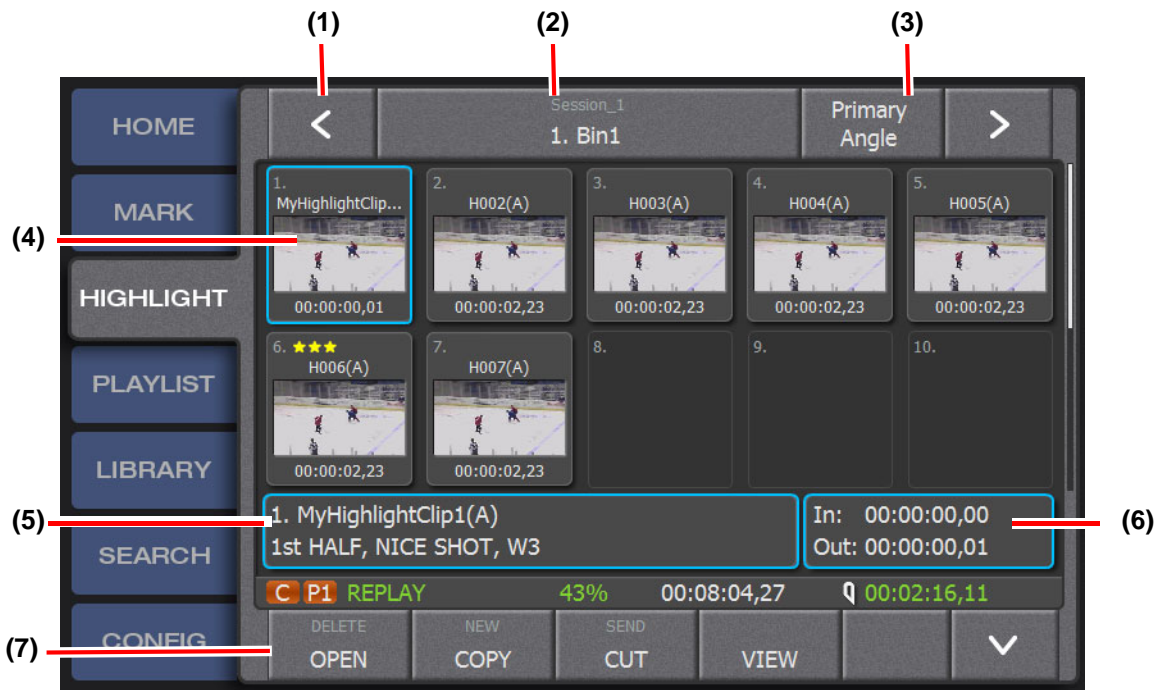 (1)
(2)
(3)
HOME
MARK
HIGHLIGHT
PLAYLIST
LIBRARY
SEARCH
CONFIG
<
Session_1
1. Bin1
Primary
Angle
>
(4)
1.
MyHighlightClip...
00:00:00,01
2.
H002(A)
00:00:02,23
3.
H003(A)
00:00:02,23
4.
H004(A)
00:00:02,23
5.
H005(A)
00:00:02,23
6. ★★★
H006(A)
00:00:02,23
7.
H007(A)
00:00:02,23
8.
9.
10.
(5)
1. MyHighlightClip1(A)
1st HALF, NICE SHOT, W3
In: 00:00:00,00
Out: 00:00:00,01
(6)
C P1 REPLAY 43% 00:08:04,27 00:02:16,11
(7)
DELETE
OPEN
NEW
COPY
SEND
CUT
VIEW